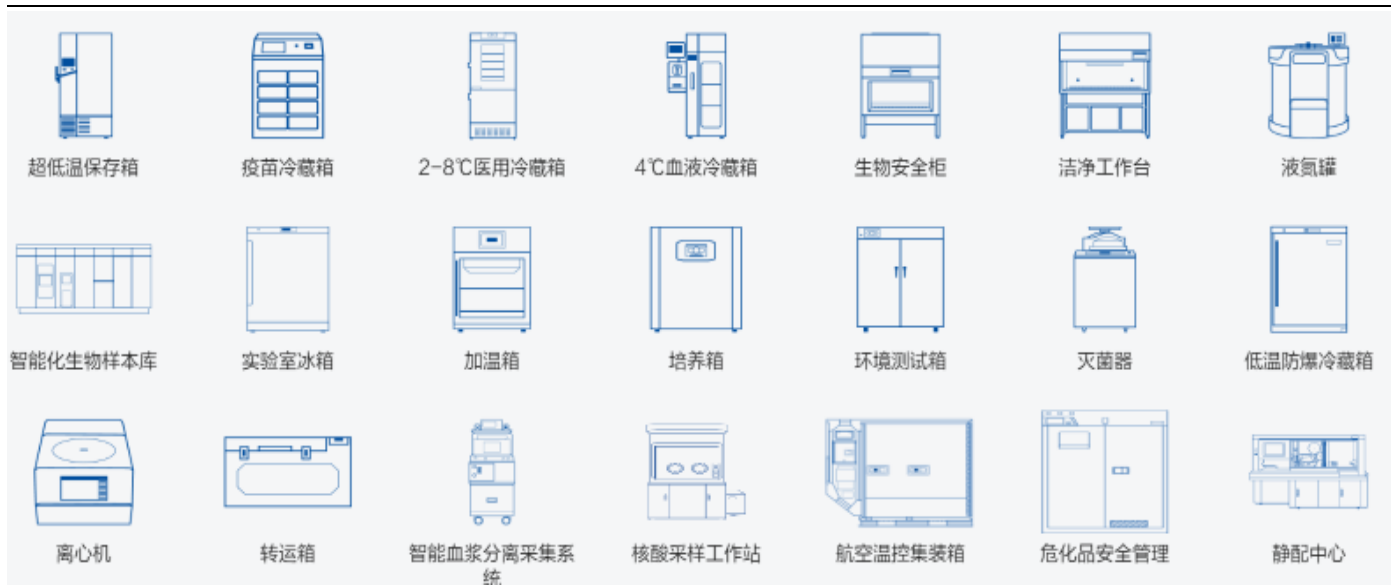 超低温保存箱
疫苗冷藏箱
2-8℃医用冷藏箱
4℃血液冷藏箱
生物安全柜
洁净工作台
液氮罐
智能化生物样本库
实验室冰箱
加温箱
培养箱
环境测试箱
灭菌器
低温防爆冷藏箱
离心机
转运箱
智能血浆分离采集系
统
核酸采样工作站
航空温控集装箱
危化品安全管理
静配中心